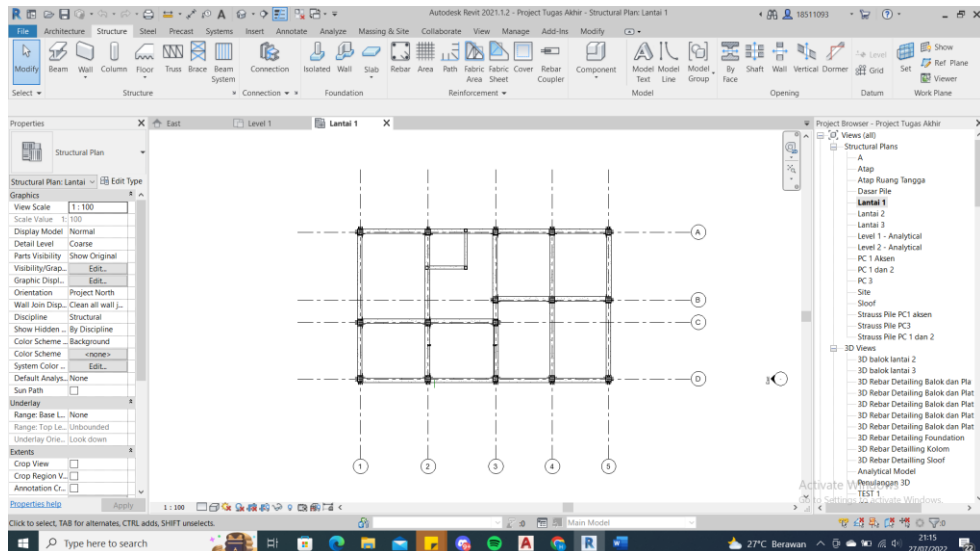 Autodesk Revit 2021.1.2 - Project Tugas Akhir - Structural Plan: Lantai 1
18511093
File Architecture Structure Steel Precast Systems Insert Annotate Analyze Massing & Site Collaborate View Manage Add-Ins Modify
Modify Beam Wall Column Floor Truss Brace Beam System Connection Isolated Wall Slab Rebar Area Path Fabric Area Fabric Sheet Cover Rebar Coupler Component Model Text Model Line Model Group By Face Shaft Wall Vertical Dormer Level Grid Set Show Ref Plane Viewer
Select Structure Connection Foundation Reinforcement Model Opening Datum Work Plane
Properties
East Level 1 Lantai 1
Project Browser - Project Tugas Akhir
Structural Plan
Structural Plan: Lantai Edit Type
Graphics
View Scale 1 : 100
Scale Value 1: 100
Display Model Normal
Detail Level Coarse
Parts Visibility Show Original
Visibility/Grap... Edit...
Graphic Displ... Edit...
Orientation Project North
Wall Join Disp... Clean all wall j...
Discipline Structural
Show Hidden ... By Discipline
Color Scheme ... Background
Color Scheme <none>
System Color ... Edit...
Default Analys... None
Sun Path
Underlay
Range: Base L... None
Range: Top Le... Unbounded
Underlay Orie... Look down
Extents
Crop View
Crop Region V...
Annotation Cr...
Properties help Apply
A
B
C
D
1 2 3 4 5
Views (all)
Structural Plans
A
Atap
Atap Ruang Tangga
Dasar Pile
Lantai 1
Lantai 2
Lantai 3
Level 1 - Analytical
Level 2 - Analytical
PC 1 Aksen
PC 1 dan 2
PC 3
Site
Sloof
Strauss Pile PC1 aksen
Strauss Pile PC3
Strauss Pile PC 1 dan 2
3D Views
3D balok lantai 2
3D balok lantai 3
3D Rebar Detailing Balok dan Pla
3D Rebar Detailing Balok dan Plat
3D Rebar Detailing Balok dan Plat
3D Rebar Detailing Balok dan Plat
3D Rebar Detailing Foundation
3D Rebar Detailling Kolom
3D Rebar Detailling Sloof
Analytical Model
Penulangan 3D
TEST 1
Activate Windows
Go to Settings to activate Windows.
1 : 100
Click to select, TAB for alternates, CTRL adds, SHIFT unselects.
:0
Main Model
:0
Type here to search
27°C Berawan
21:15
27/07/2022